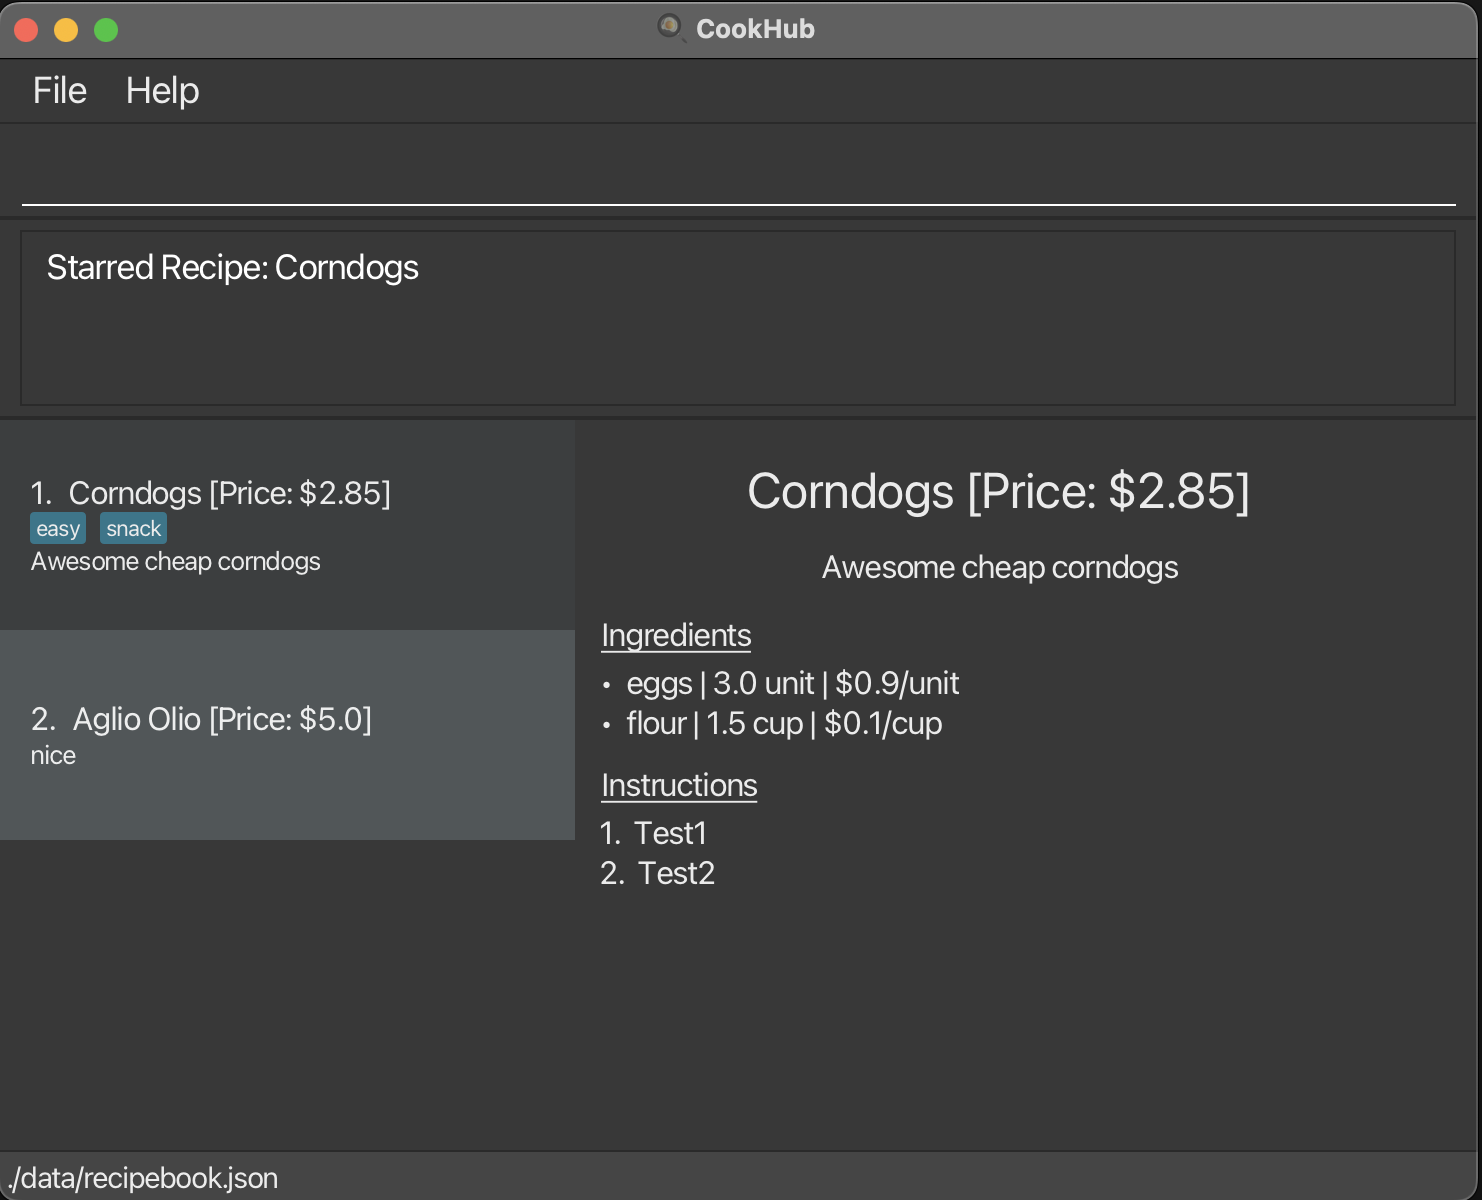 CookHub
File Help
Starred Recipe: Corndogs
1. Corndogs [Price: $2.85]
easy snack
Awesome cheap corndogs
2. Aglio Olio [Price: $5.0]
nice
Corndogs [Price: $2.85]
Awesome cheap corndogs
Ingredients
• eggs | 3.0 unit | $0.9/unit
• flour | 1.5 cup | $0.1/cup
Instructions
1. Test1
2. Test2
./data/recipebook.json